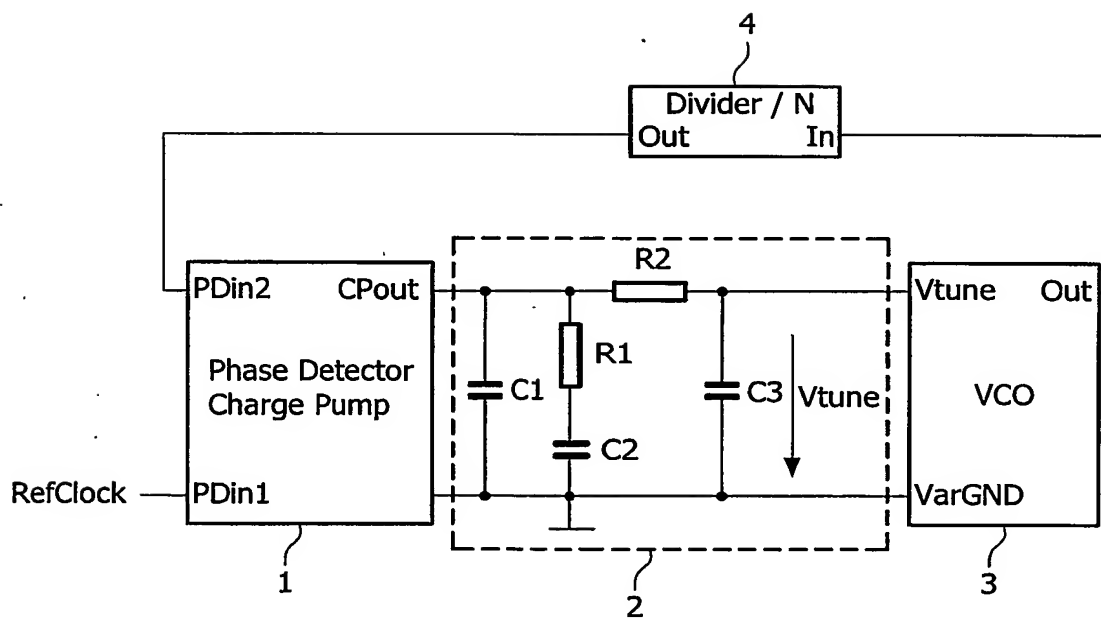 4
Divider / N
Out In
PDin2 CPout
R2
Vtune Out
R1
Phase Detector
Charge Pump
C1
C3
Vtune
VCO
C2
RefClock
PDin1
VarGND
1
2
3